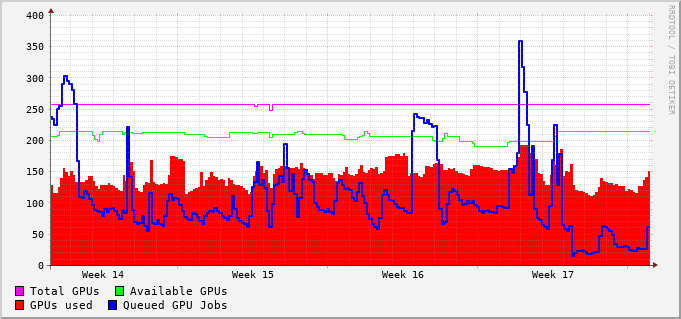 400
350
300
250
200
150
100
50
0
Week 14 Week 15 Week 16 Week 17
Total GPUs Available GPUs
GPUs used Queued GPU Jobs
RRDTOOL / TOBI OETIKER